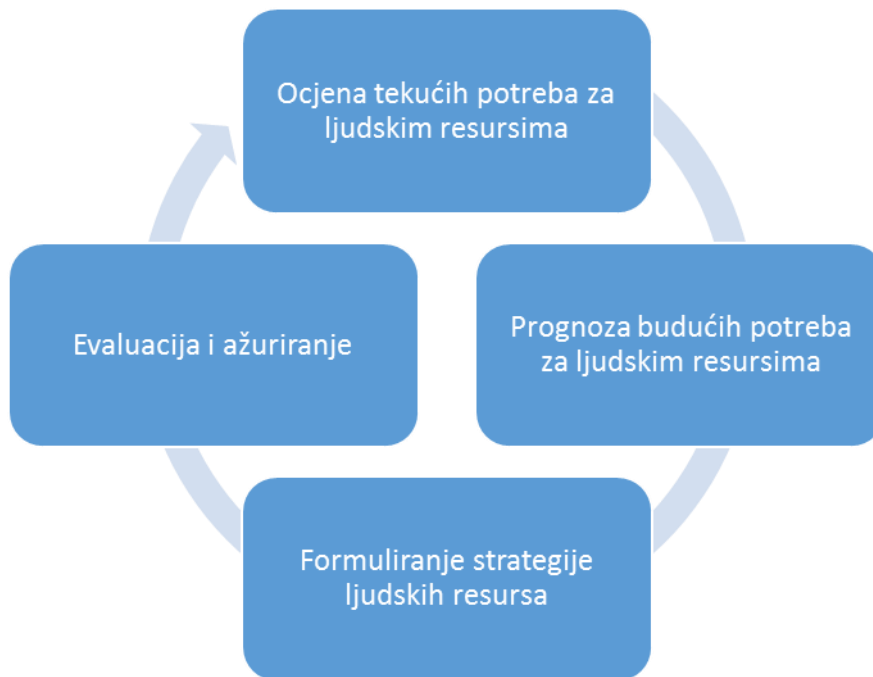 Ocjena tekućih potreba za
ljudskim resursima
Prognoza budućih potreba
za ljudskim resursima
Formuliranje strategije
ljudskih resursa
Evaluacija i ažuriranje